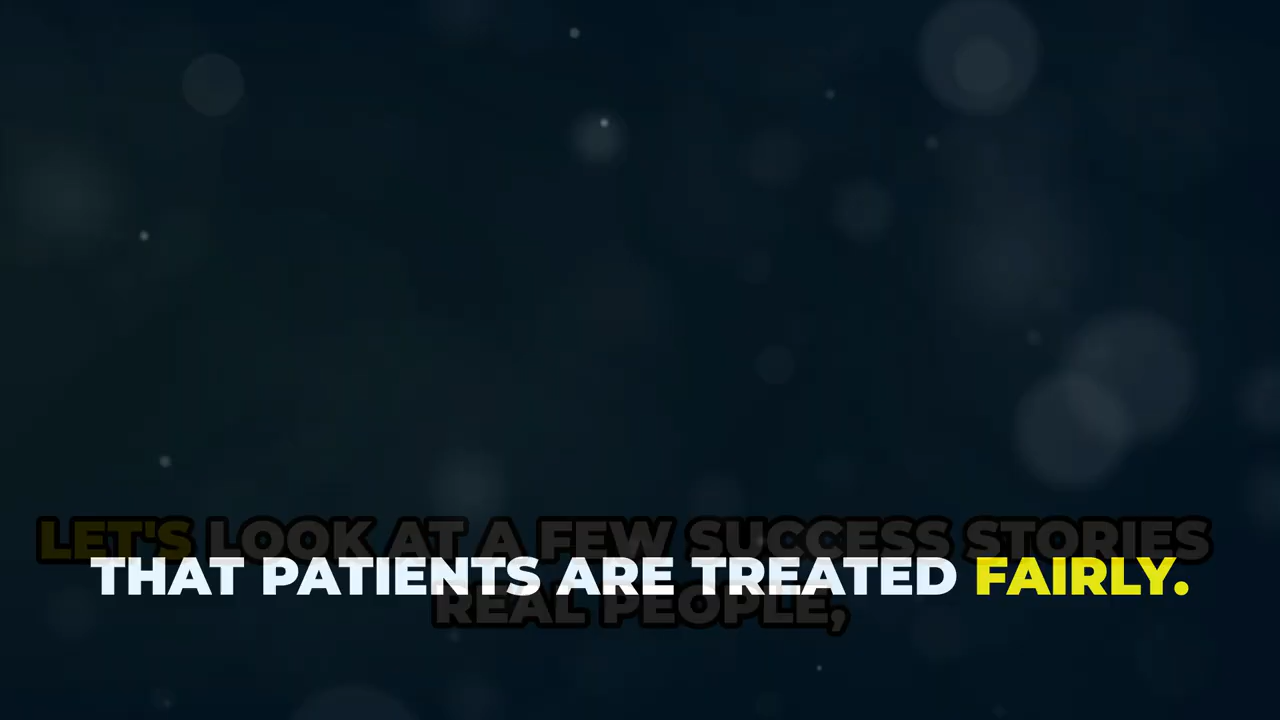 LET'S LOOK AT A FEW SUCCESS STORIES
THAT PATIENTS ARE TREATED FAIRLY.
REAL PEOPLE,